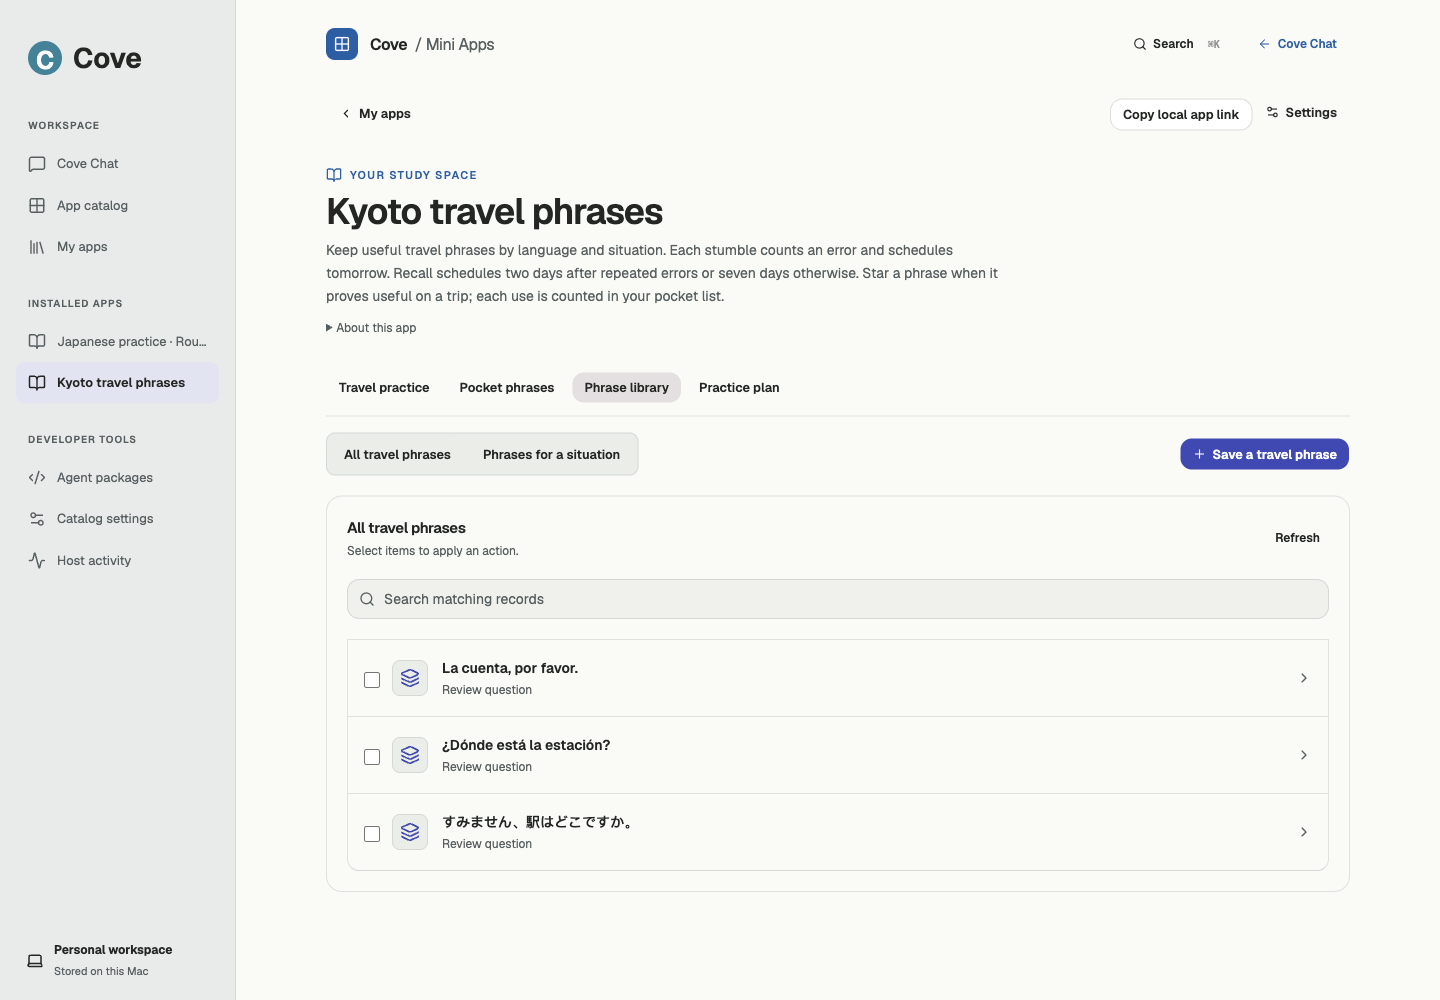 Cove
WORKSPACE
Cove Chat
App catalog
My apps
INSTALLED APPS
Japanese practice · Rou...
Kyoto travel phrases
DEVELOPER TOOLS
Agent packages
Catalog settings
Host activity
Personal workspace
Stored on this Mac
Cove / Mini Apps
Search ⌘K
Cove Chat
My apps
Copy local app link
Settings
YOUR STUDY SPACE
Kyoto travel phrases
Keep useful travel phrases by language and situation. Each stumble counts an error and schedules
tomorrow. Recall schedules two days after repeated errors or seven days otherwise. Star a phrase when it
proves useful on a trip; each use is counted in your pocket list.
About this app
Travel practice
Pocket phrases
Phrase library
Practice plan
All travel phrases
Phrases for a situation
Save a travel phrase
All travel phrases
Select items to apply an action.
Refresh
Search matching records
La cuenta, por favor.
Review question
¿Dónde está la estación?
Review question
すみません、駅はどこですか。
Review question